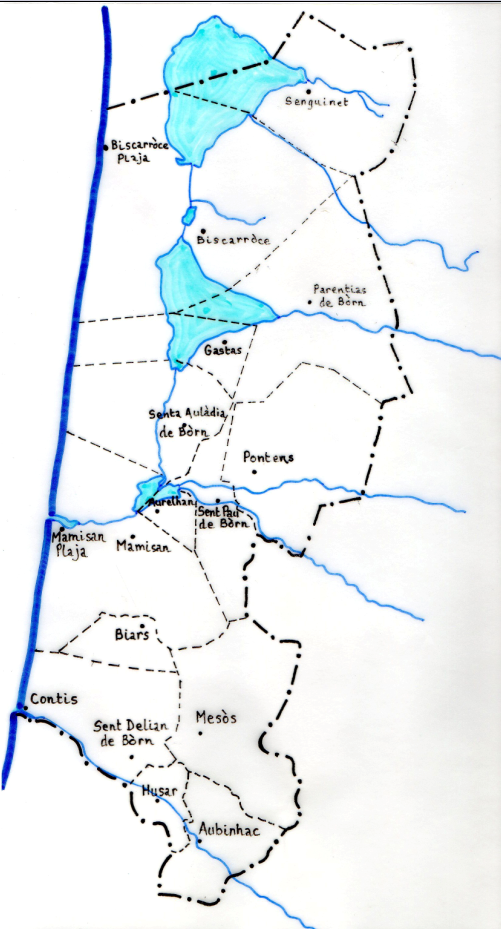 Senguinet
Biscarròce
Plaja
Biscarròce
Parentias
de Bòrn
Gastas
Senta Aulàdia
de Bòrn
Pontens
Aurelhan
Sent Pau
de Bòrn
Mamisan
Plaja
Mamisan
Biars
Contis
Mesòs
Sent Delian
de Bòrn
Husar
Aubinhac